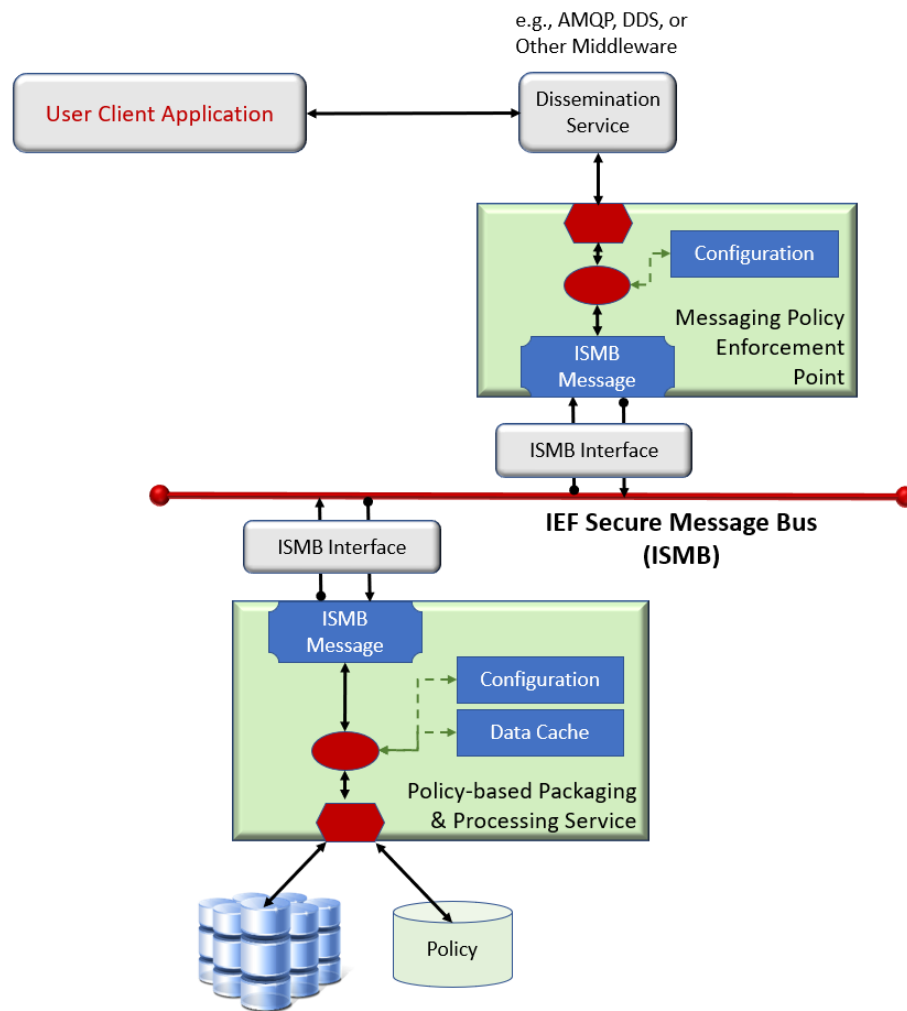 e.g., AMQP, DDS, or
Other Middleware
User Client Application
Dissemination
Service
Configuration
Messaging Policy
Enforcement
Point
ISMB
Message
ISMB Interface
IEF Secure Message Bus
(ISMB)
ISMB Interface
ISMB
Message
Configuration
Data Cache
Policy-based Packaging
& Processing Service
Policy